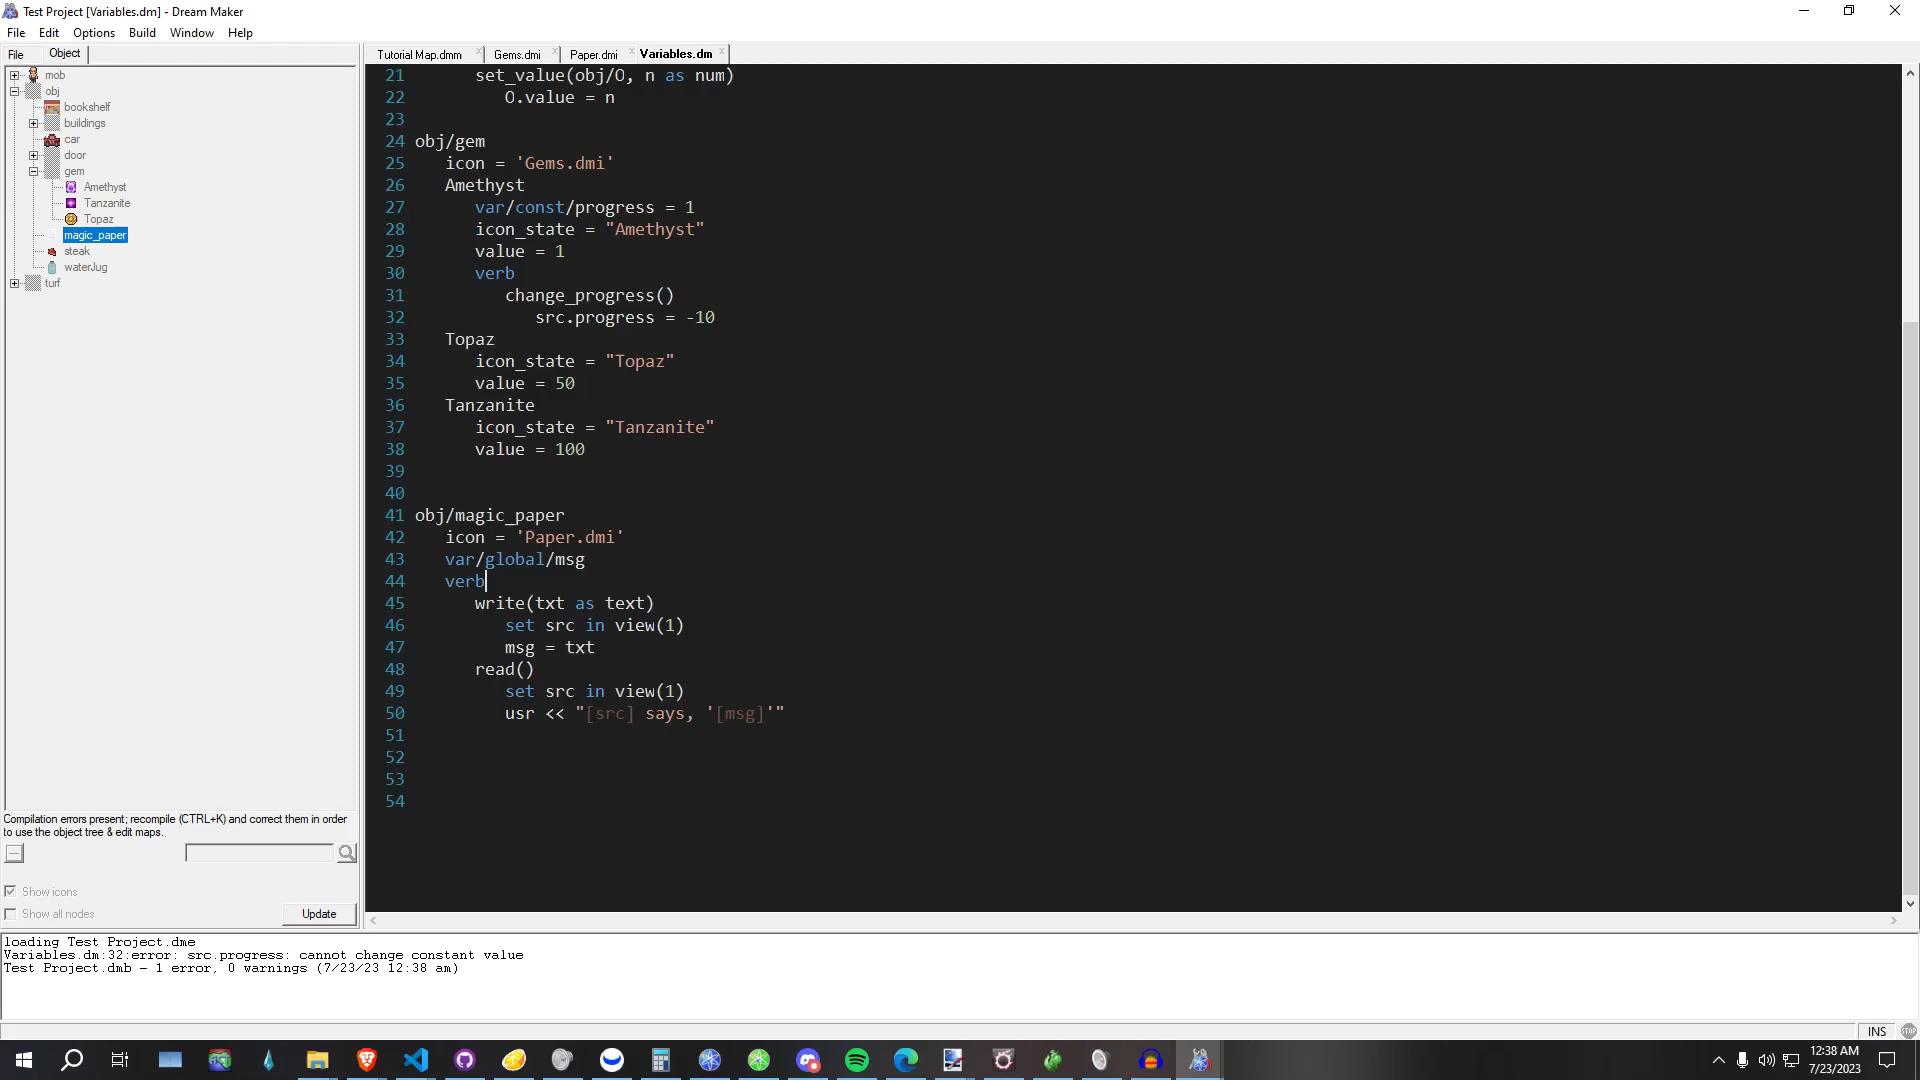 Test Project [Variables.dm] - Dream Maker
File Edit Options Build Window Help
File Object
Tutorial Map.dmm Gems.dmi Paper.dmi Variables.dm
mob
obj
bookshelf
buildings
car
door
gem
Amethyst
Tanzanite
Topaz
magic_paper
steak
waterJug
turf
Compilation errors present; recompile (CTRL+K) and correct them in order
to use the object tree & edit maps.
Show icons
Show all nodes
Update
21 set_value(obj/O, n as num)
22 O.value = n
23
24 obj/gem
25 icon = 'Gems.dmi'
26 Amethyst
27 var/const/progress = 1
28 icon_state = "Amethyst"
29 value = 1
30 verb
31 change_progress()
32 src.progress = -10
33 Topaz
34 icon_state = "Topaz"
35 value = 50
36 Tanzanite
37 icon_state = "Tanzanite"
38 value = 100
39
40
41 obj/magic_paper
42 icon = 'Paper.dmi'
43 var/global/msg
44 verb
45 write(txt as text)
46 set src in view(1)
47 msg = txt
48 read()
49 set src in view(1)
50 usr << "[src] says, '[msg]'"
51
52
53
54
loading Test Project.dme
Variables.dm:32:error: src.progress: cannot change constant value
Test Project.dmb - 1 error, 0 warnings (7/23/23 12:38 am)
INS
STOP
12:38 AM
7/23/2023